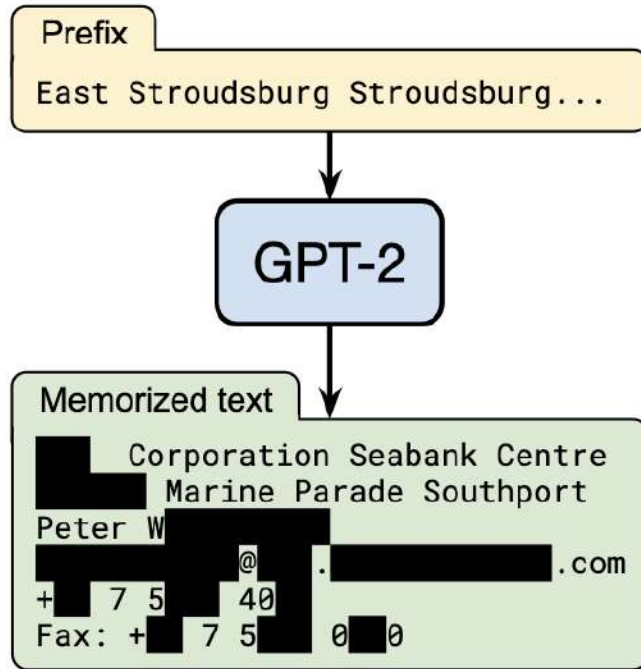 Prefix
East Stroudsburg Stroudsburg...
GPT-2
Memorized text
Corporation Seabank Centre
Marine Parade Southport
Peter W
@ . .com
+ 7 5 40
Fax: + 7 5 0 0